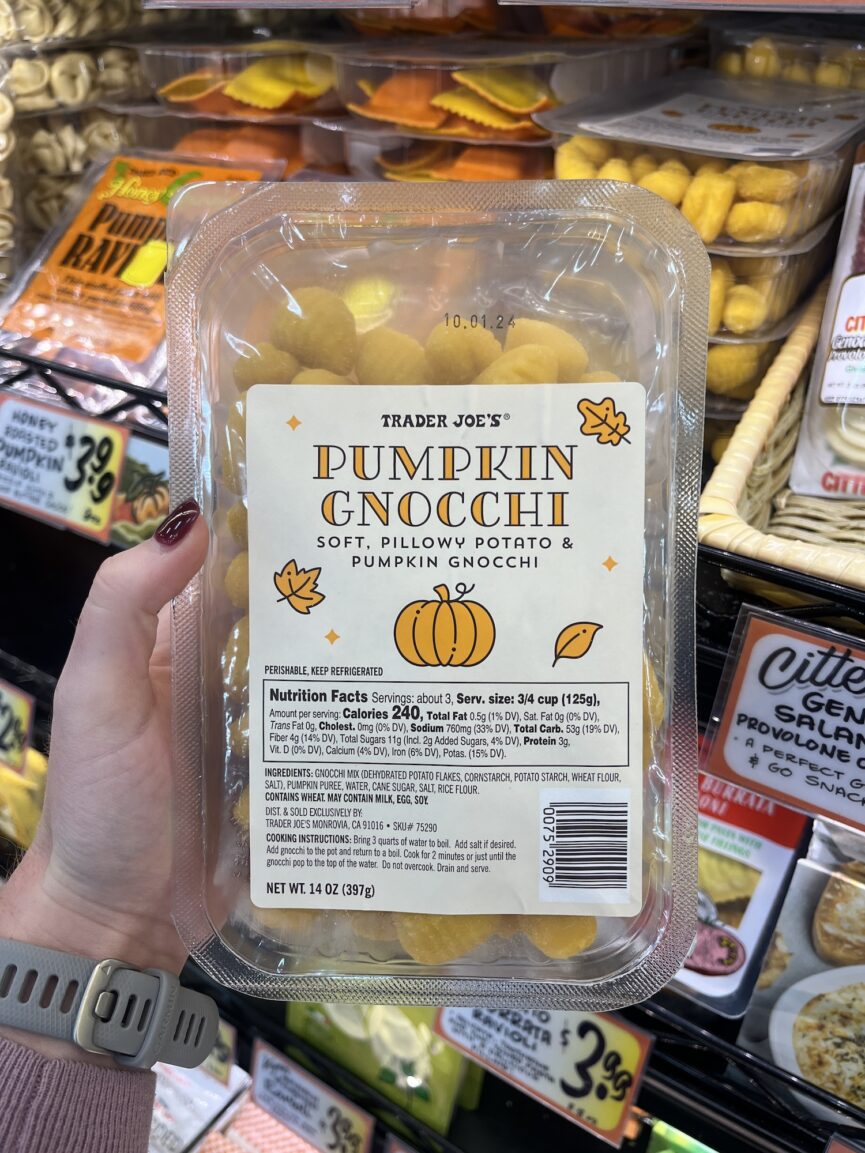 10.01.24
TRADER JOE'S®
PUMPKIN
GNOCCHI
SOFT, PILLOWY POTATO &
PUMPKIN GNOCCHI
PERISHABLE, KEEP REFRIGERATED
Nutrition Facts Servings: about 3, Serv. size: 3/4 cup (125g),
Amount per serving: Calories 240, Total Fat 0.5g (1% DV), Sat. Fat 0g (0% DV),
Trans Fat 0g, Cholest. 0mg (0% DV), Sodium 760mg (33% DV), Total Carb. 53g (19% DV),
Fiber 4g (14% DV), Total Sugars 11g (Incl. 2g Added Sugars, 4% DV), Protein 3g,
Vit. D (0% DV), Calcium (4% DV), Iron (6% DV), Potas. (15% DV).
INGREDIENTS: GNOCCHI MIX (DEHYDRATED POTATO FLAKES, CORNSTARCH, POTATO STARCH, WHEAT FLOUR,
SALT), PUMPKIN PUREE, WATER, CANE SUGAR, SALT, RICE FLOUR.
CONTAINS WHEAT. MAY CONTAIN MILK, EGG, SOY.
DIST. & SOLD EXCLUSIVELY BY:
TRADER JOE'S MONROVIA, CA 91016 • SKU# 75290
COOKING INSTRUCTIONS: Bring 3 quarts of water to boil. Add salt if desired.
Add gnocchi to the pot and return to a boil. Cook for 2 minutes or just until the
gnocchi pop to the top of the water. Do not overcook. Drain and serve.
NET WT. 14 OZ (397g)
0075 2909
HONEY
ROASTED
PUMPKIN
RAVIOLI
$3.99
Citte
GEN
SALAM
PROVOLONE
A PERFECT
& GO SNAC
BURRATA
RAVIOLI
$3.99